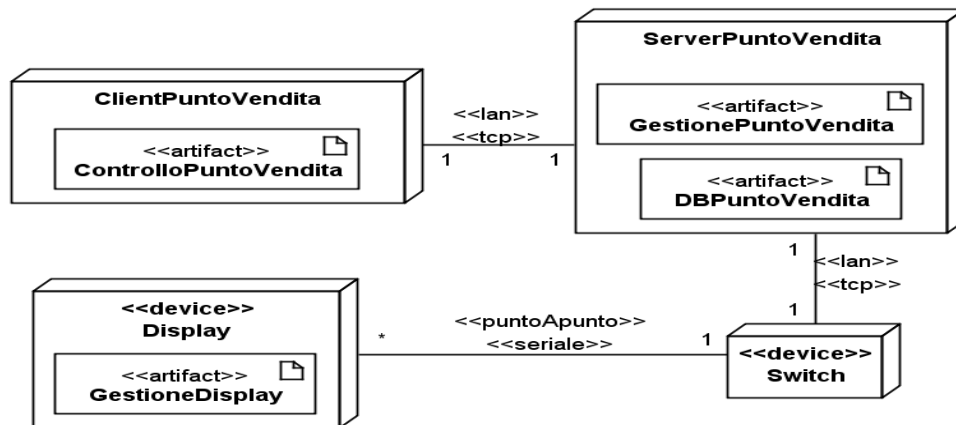 ServerPuntoVendita
ClientPuntoVendita
<<artifact>>
ControlloPuntoVendita
<<lan>>
<<tcp>>
1
1
<<artifact>>
GestionePuntoVendita
<<artifact>>
DBPuntoVendita
1
<<lan>>
<<tcp>>
1
<<device>>
Display
<<artifact>>
GestioneDisplay
*
<<puntoApunto>>
<<seriale>>
1
<<device>>
Switch